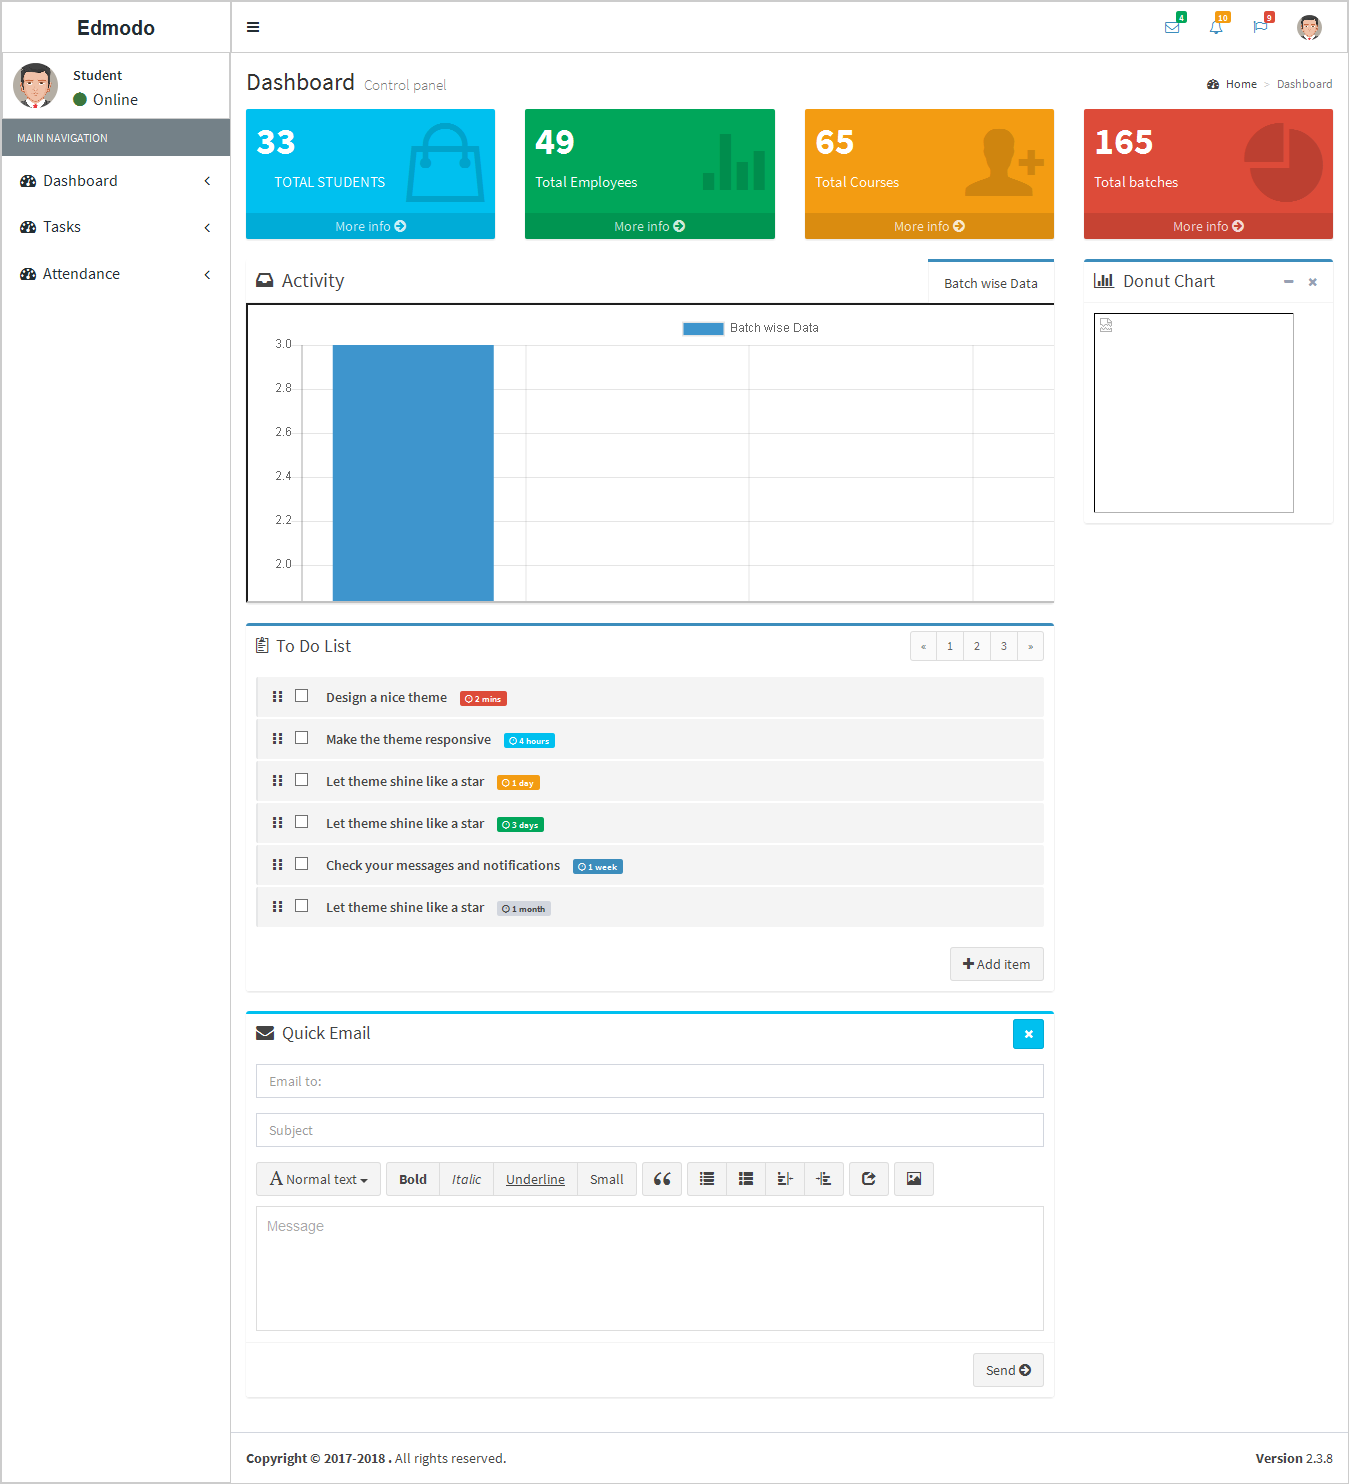 Edmodo
4
10
9
Student
Online
MAIN NAVIGATION
Dashboard
Tasks
Attendance
Dashboard Control panel
Home > Dashboard
33
TOTAL STUDENTS
More info
49
Total Employees
More info
65
Total Courses
More info
165
Total batches
More info
Activity
Batch wise Data
Batch wise Data
3.0
2.8
2.6
2.4
2.2
2.0
Donut Chart
To Do List
« 1 2 3 »
Design a nice theme 2 mins
Make the theme responsive 4 hours
Let theme shine like a star 1 day
Let theme shine like a star 3 days
Check your messages and notifications 1 week
Let theme shine like a star 1 month
Add item
Quick Email
Email to:
Subject
A Normal text Bold Italic Underline Small
Message
Send
Copyright © 2017-2018 . All rights reserved.
Version 2.3.8